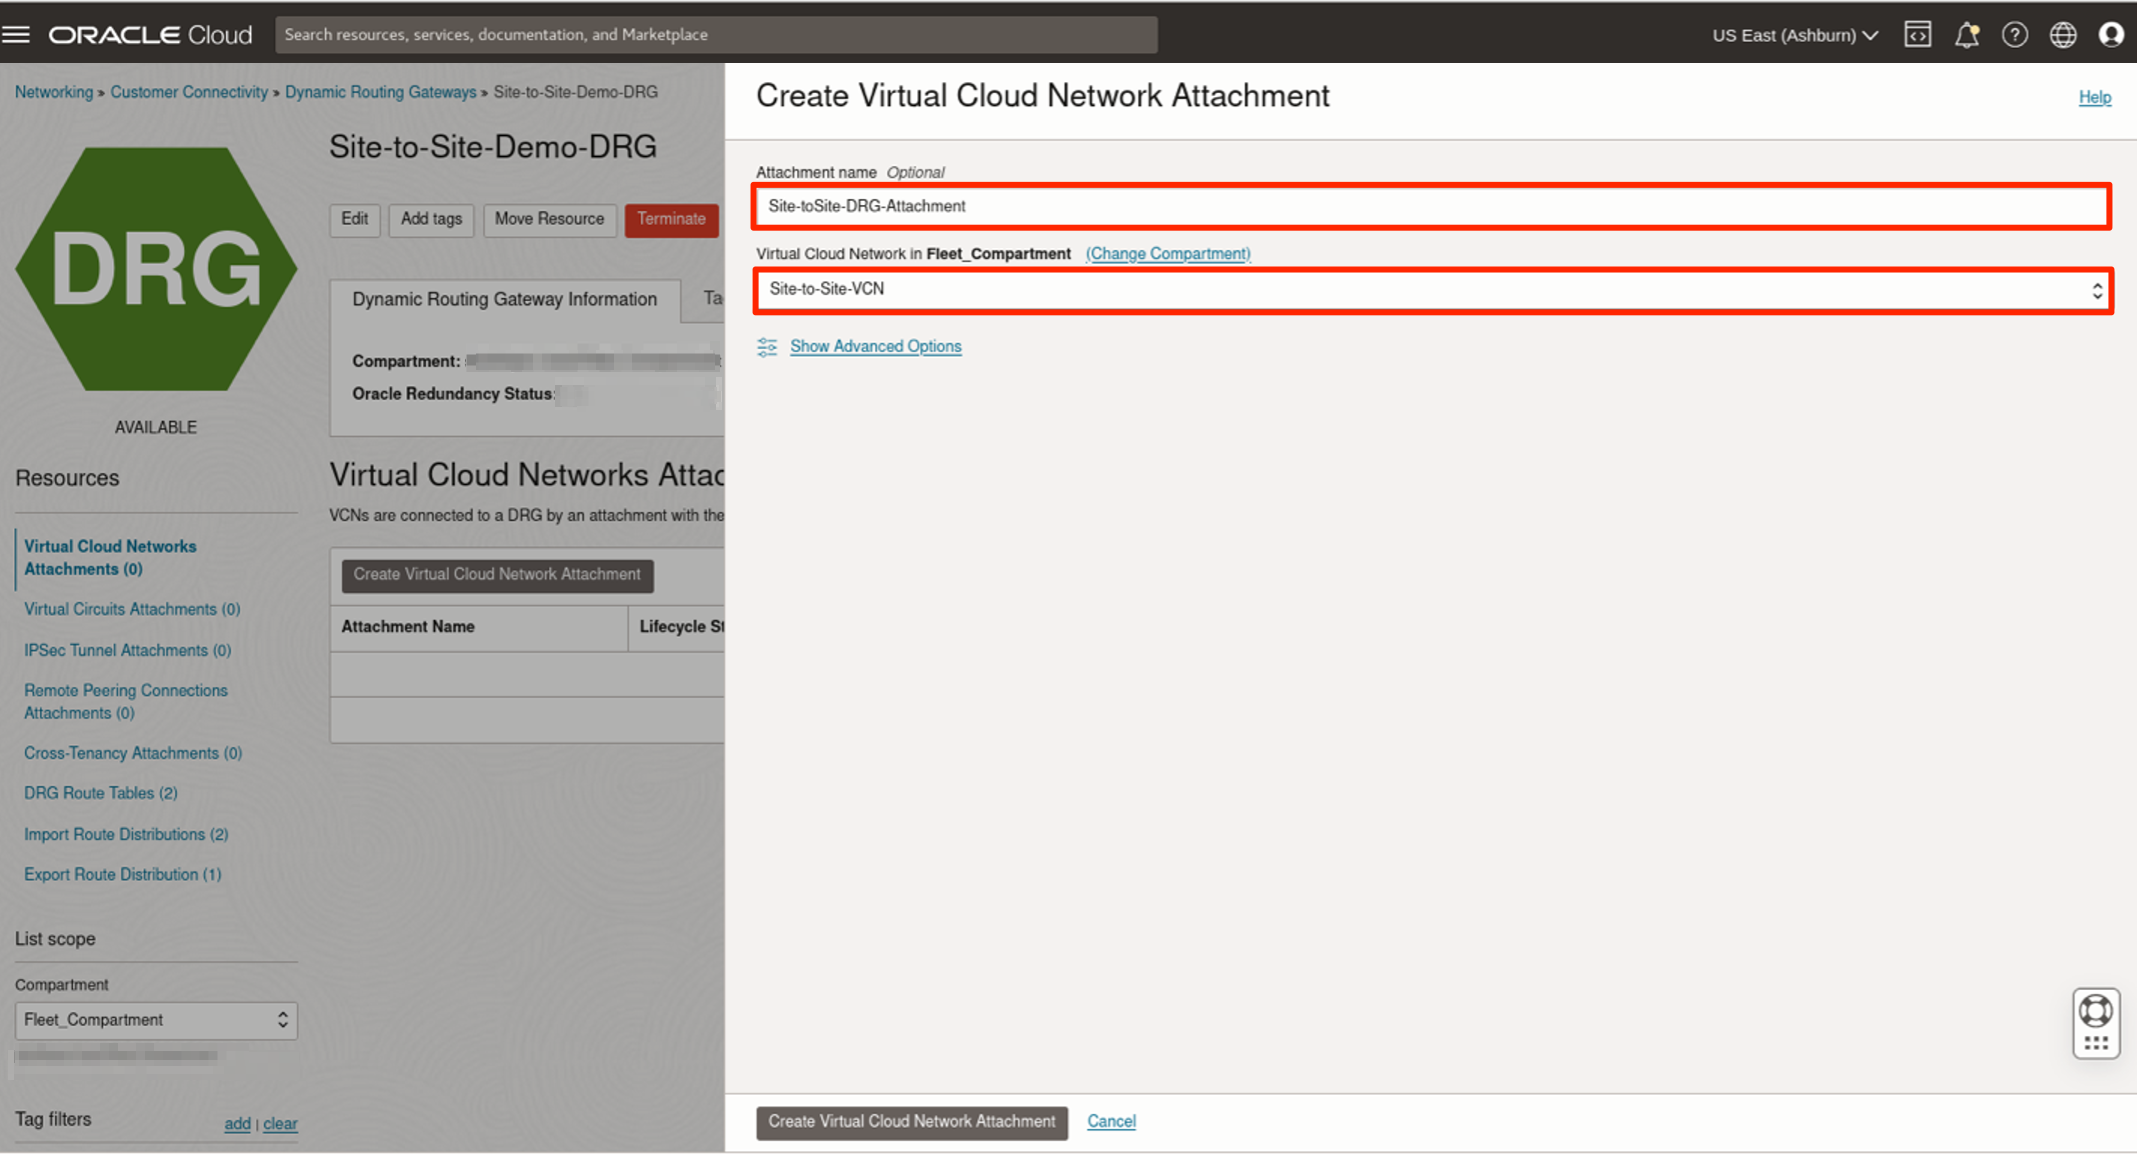 ORACLE Cloud
Search resources, services, documentation, and Marketplace
US East (Ashburn)
Networking » Customer Connectivity » Dynamic Routing Gateways » Site-to-Site-Demo-DRG
DRG
AVAILABLE
Site-to-Site-Demo-DRG
Edit Add tags Move Resource Terminate
Dynamic Routing Gateway Information Ta
Compartment:
Oracle Redundancy Status:
Resources
Virtual Cloud Networks
Attachments (0)
Virtual Circuits Attachments (0)
IPSec Tunnel Attachments (0)
Remote Peering Connections
Attachments (0)
Cross-Tenancy Attachments (0)
DRG Route Tables (2)
Import Route Distributions (2)
Export Route Distribution (1)
List scope
Compartment
Fleet_Compartment
Tag filters add | clear
Virtual Cloud Networks Attac
VCNs are connected to a DRG by an attachment with the
Create Virtual Cloud Network Attachment
Attachment Name Lifecycle St
Create Virtual Cloud Network Attachment
Help
Attachment name Optional
Site-toSite-DRG-Attachment
Virtual Cloud Network in Fleet_Compartment (Change Compartment)
Site-to-Site-VCN
Show Advanced Options
Create Virtual Cloud Network Attachment Cancel